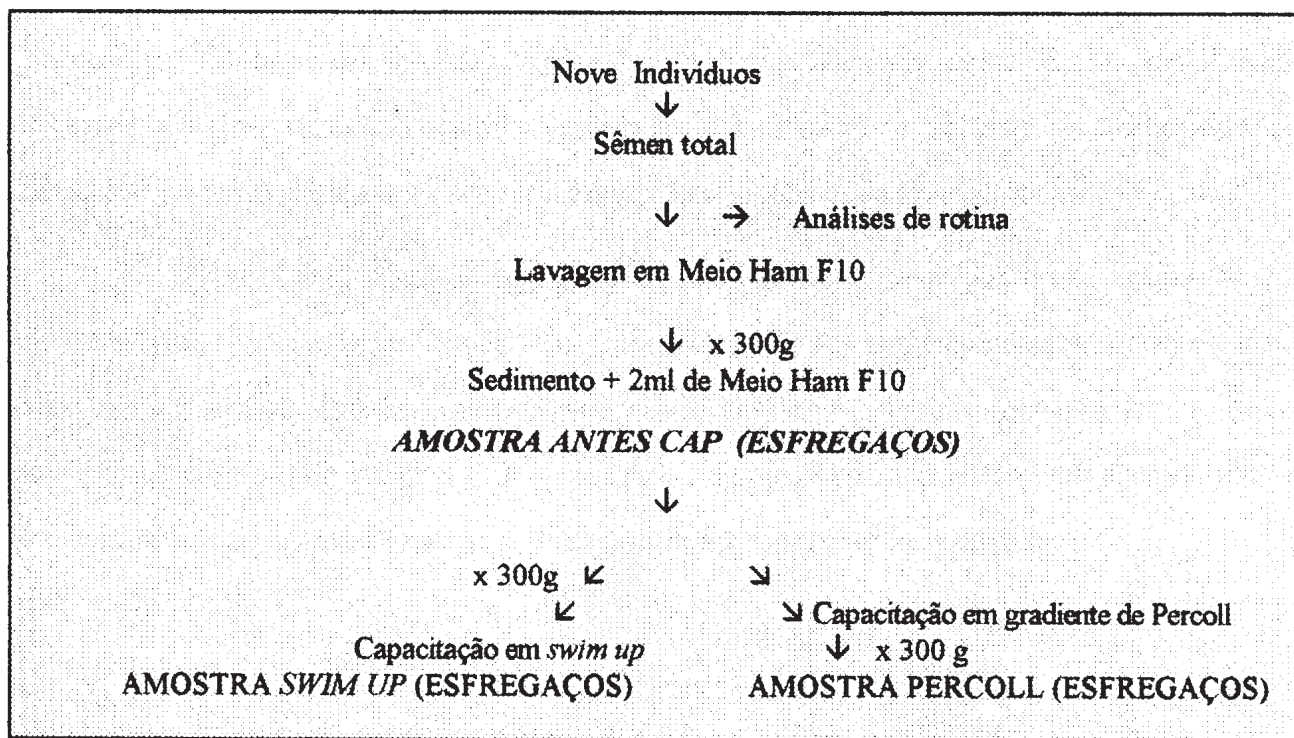 Nove Indivíduos
↓
Sêmen total
↓ → Análises de rotina
Lavagem em Meio Ham F10
↓ x 300g
Sedimento + 2ml de Meio Ham F10
AMOSTRA ANTES CAP (ESFREGAÇOS)
↓
x 300g ↙ ↘
↙ ↘ Capacitação em gradiente de Percoll
Capacitação em swim up ↓ x 300 g
AMOSTRA SWIM UP (ESFREGAÇOS) AMOSTRA PERCOLL (ESFREGAÇOS)